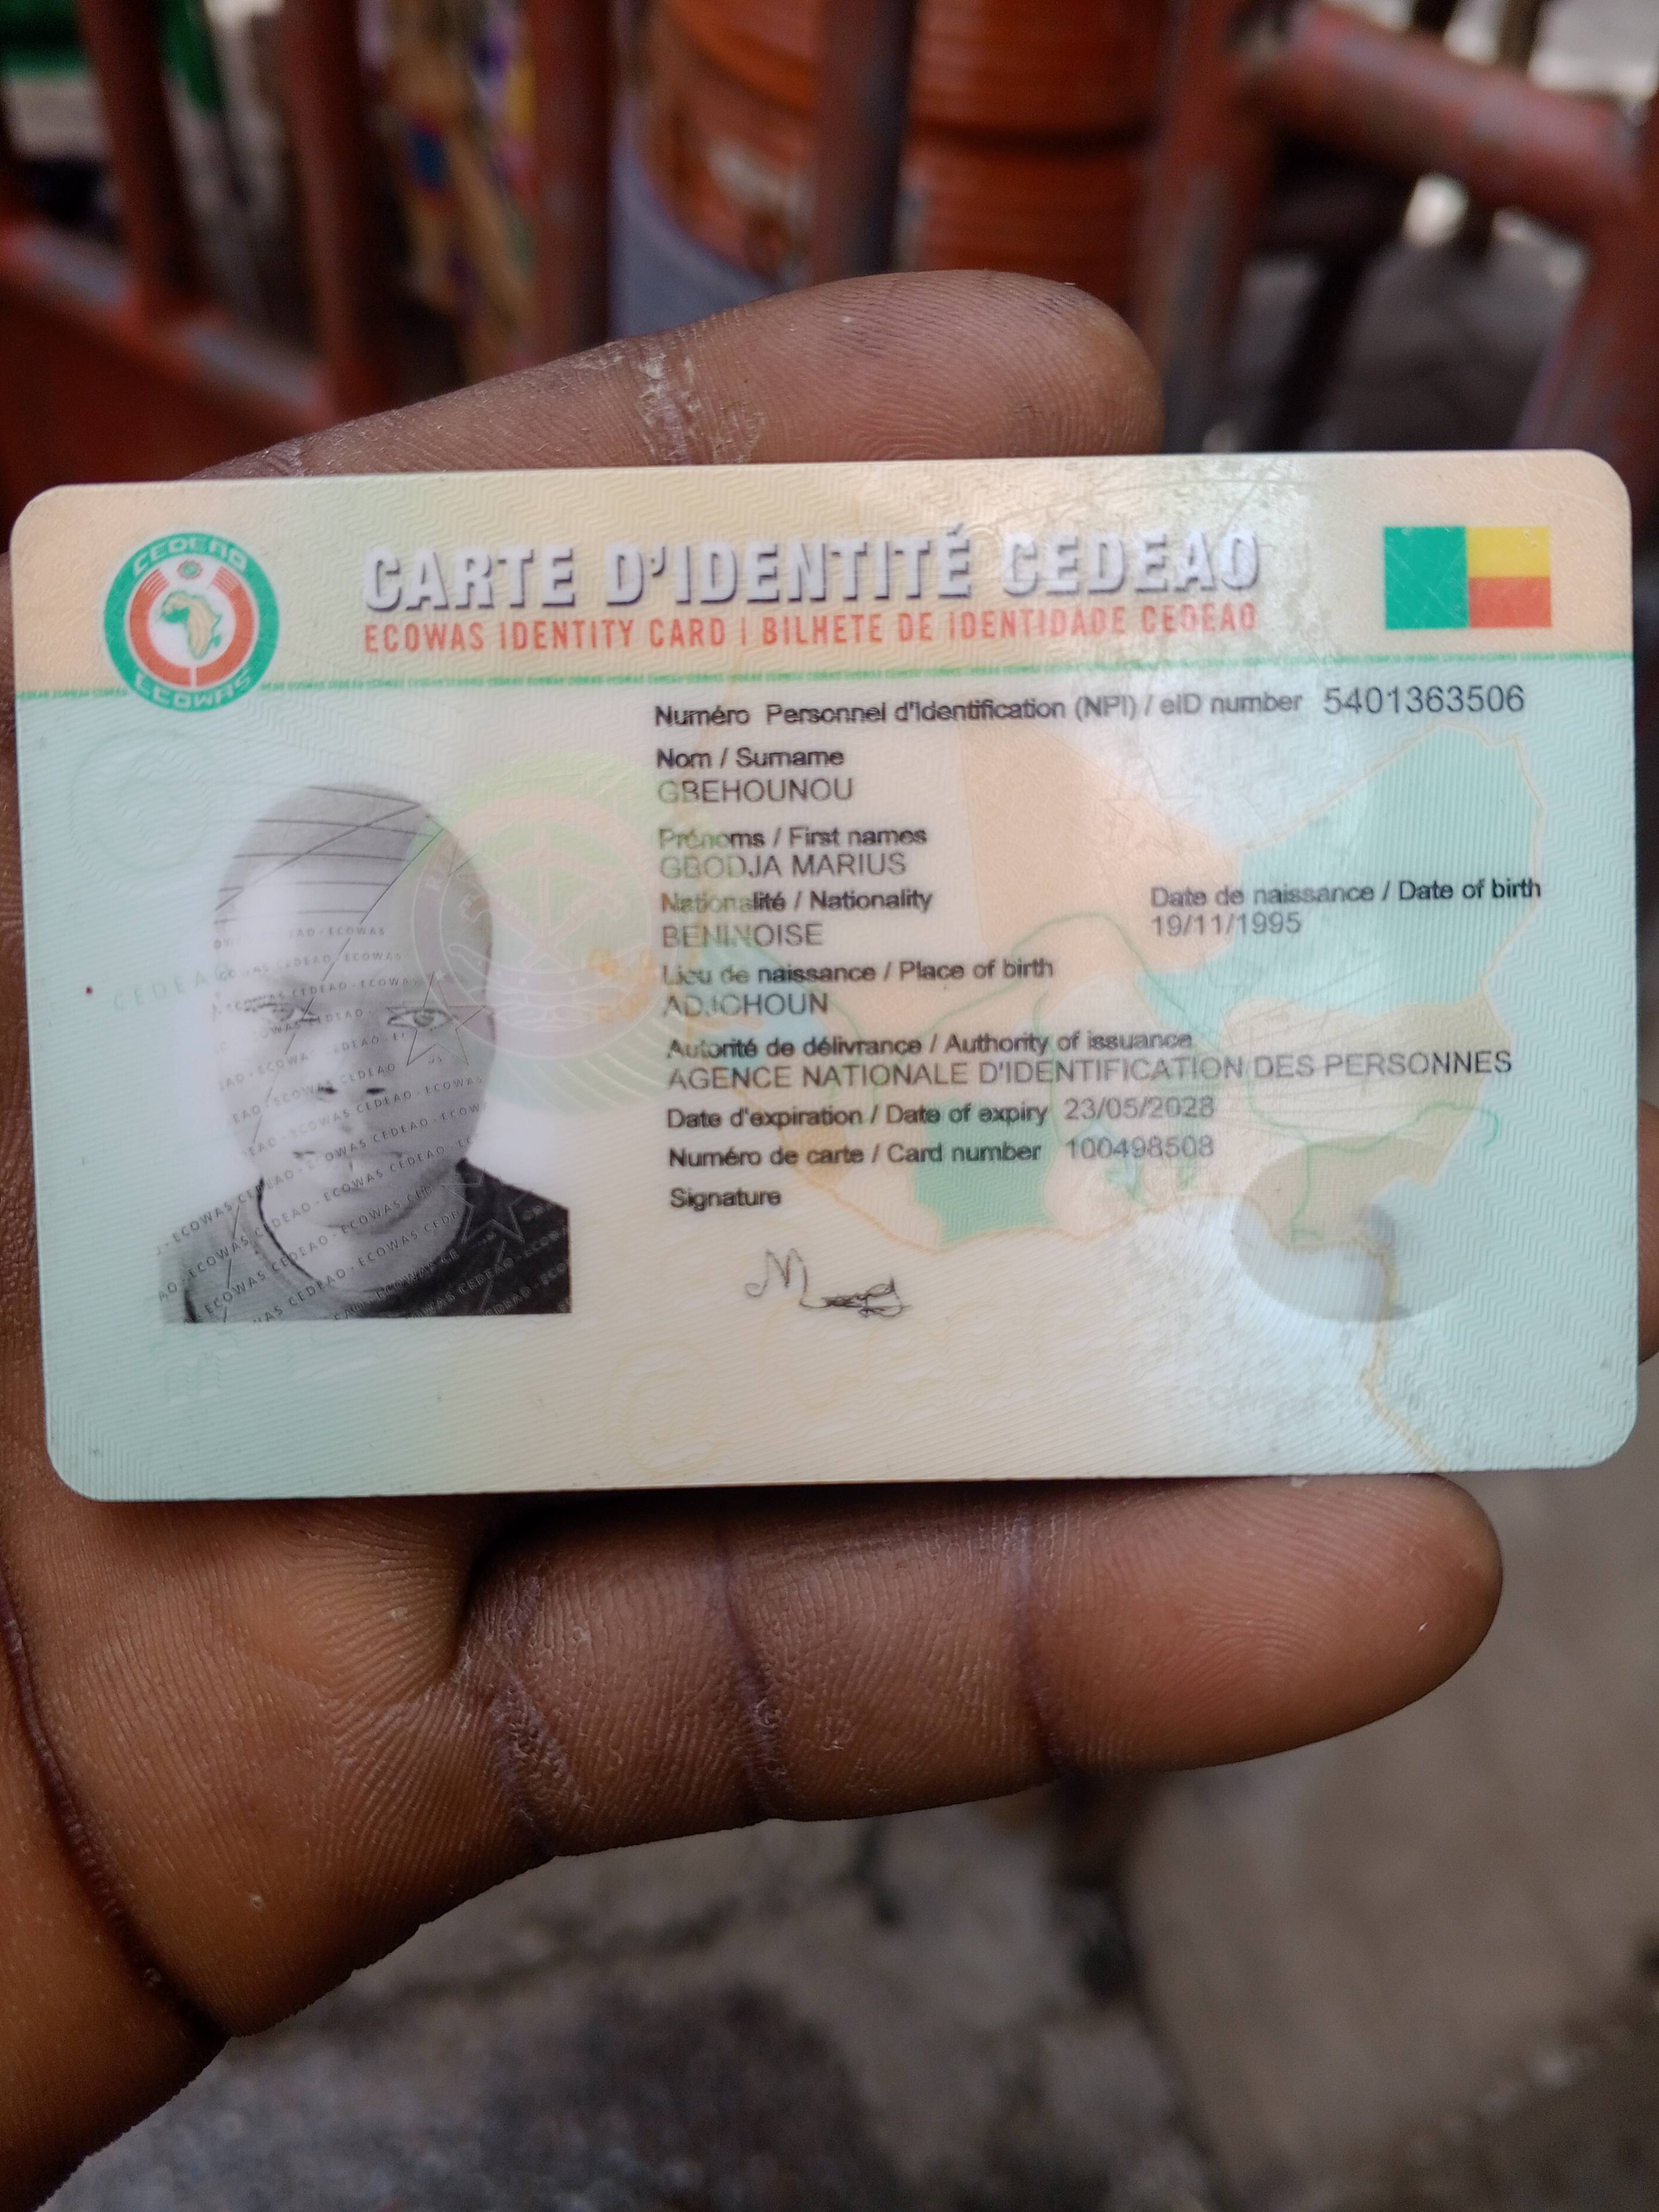 CEDEAO
ECOWAS
CARTE D'IDENTITÉ CEDEAO
ECOWAS IDENTITY CARD | BILHETE DE IDENTIDADE CEDEAO
Numéro Personnel d'Identification (NPI) / eID number 5401363506
Nom / Surname
GBEHOUNOU
Prénoms / First names
GBODJA MARIUS
Nationalité / Nationality
BENINOISE
Date de naissance / Date of birth
19/11/1995
Lieu de naissance / Place of birth
ADJOHOUN
Autorité de délivrance / Authority of issuance
AGENCE NATIONALE D'IDENTIFICATION DES PERSONNES
Date d'expiration / Date of expiry 23/05/2028
Numéro de carte / Card number 100498508
Signature